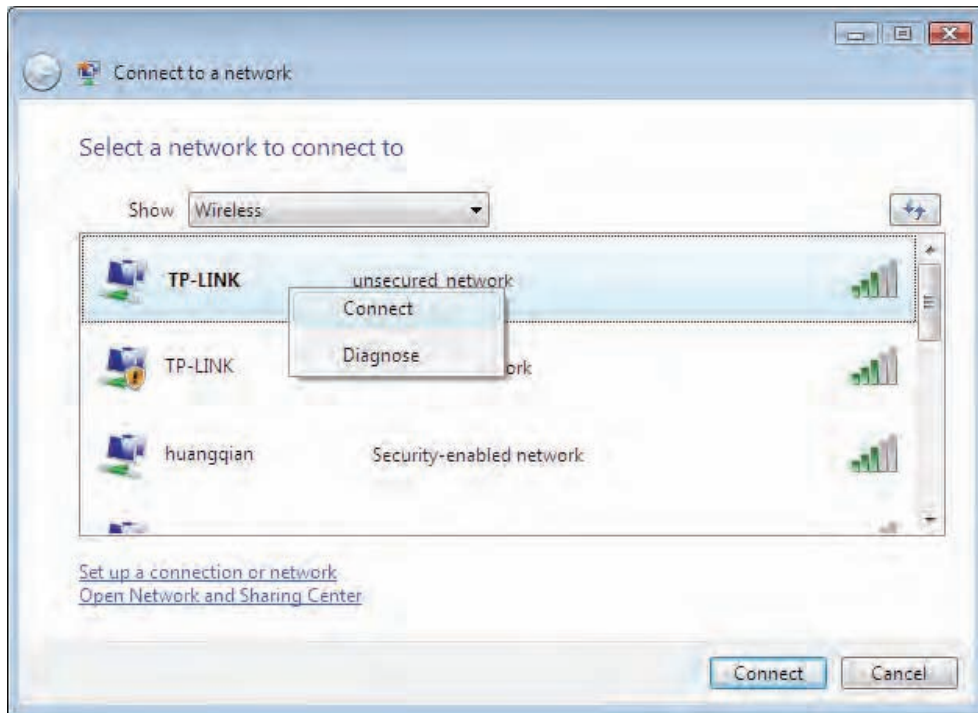 Connect to a network
Select a network to connect to
Show Wireless
TP-LINK unsecured network
Connect
Diagnose
TP-LINK ork
huangqian Security-enabled network
Set up a connection or network
Open Network and Sharing Center
Connect Cancel